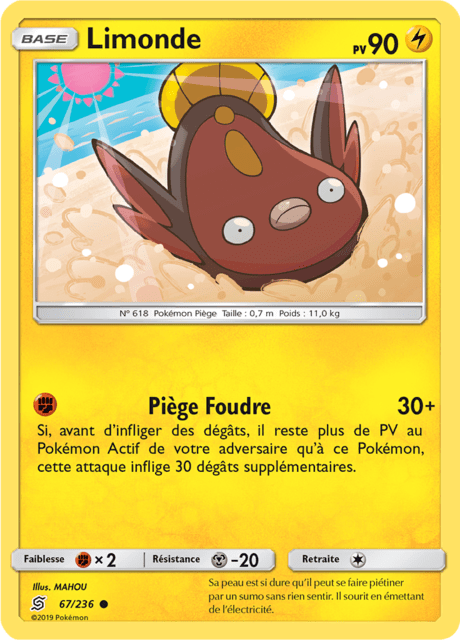 BASE Limonde PV 90
N° 618 Pokémon Piège Taille : 0,7 m Poids : 11,0 kg
Piège Foudre 30+
Si, avant d'infliger des dégâts, il reste plus de PV au
Pokémon Actif de votre adversaire qu'à ce Pokémon,
cette attaque inflige 30 dégâts supplémentaires.
Faiblesse × 2 Résistance -20 Retraite
Illus. MAHOU
67/236
©2019 Pokémon
Sa peau est si dure qu'il peut se faire piétiner
par un sumo sans rien sentir. Il sourit en émettant
de l'électricité.